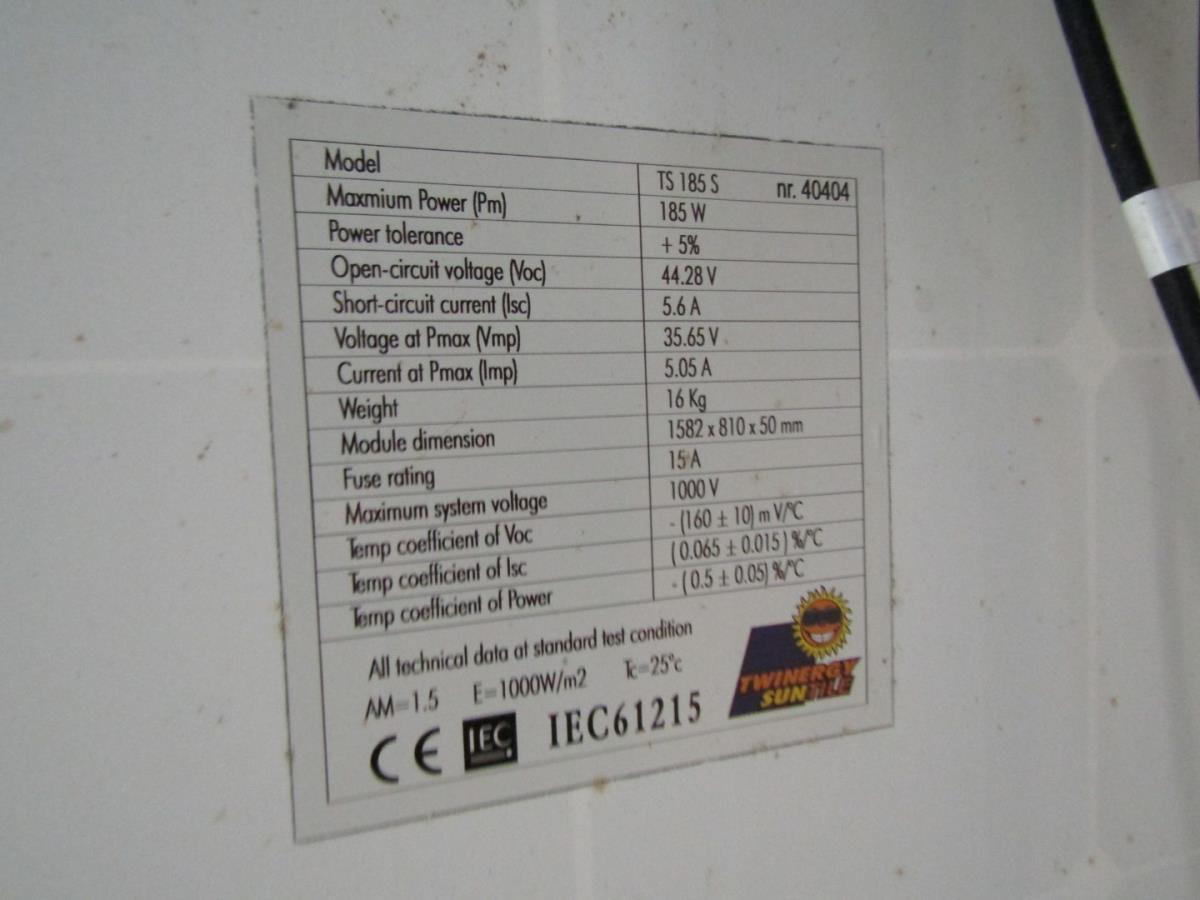 Model TS 185 S nr. 40404
Maxmium Power (Pm) 185 W
Power tolerance + 5%
Open-circuit voltage (Voc) 44.28 V
Short-circuit current (Isc) 5.6 A
Voltage at Pmax (Vmp) 35.65 V
Current at Pmax (Imp) 5.05 A
Weight 16 Kg
Module dimension 1582 x 810 x 50 mm
Fuse rating 15 A
Maximum system voltage 1000 V
Temp coefficient of Voc - (160 ± 10) m V/°C
Temp coefficient of Isc (0.065 ± 0.015) %/°C
Temp coefficient of Power - (0.5 ± 0.05) %/°C
All technical data at standard test condition
AM=1.5 E=1000W/m2 Tc=25°c
CE IEC IEC61215
TWINERGY
SUNTILE